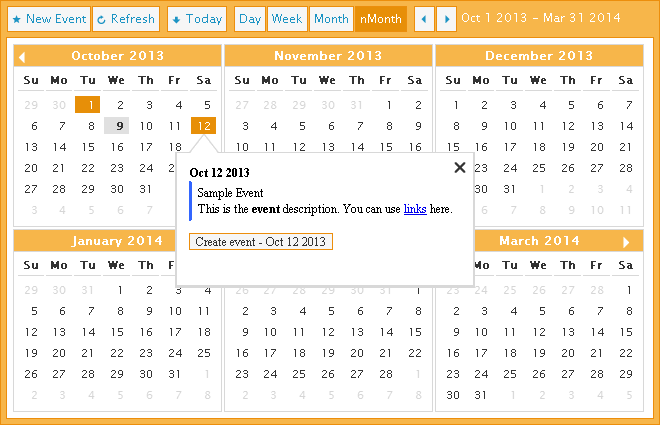 New Event Refresh Today Day Week Month nMonth Oct 1 2013 – Mar 31 2014
October 2013
Su Mo Tu We Th Fr Sa
29 30 1 2 3 4 5
6 7 8 9 10 11 12
13 14 15 16 17 18
20 21 22 23 24
27 28 29 30 31
3 4 5 6 7
November 2013
Su Mo Tu We Th Fr Sa
27 28 29 30 31 1 2
3 4 5 6 7 8 9
10 11 12 13 14 15 16
December 2013
Su Mo Tu We Th Fr Sa
1 2 3 4 5 6 7
8 9 10 11 12 13 14
15 16 17 18 19 20 21
23 24 25 26 27 28
30 31 1 2 3 4
6 7 8 9 10 11
Oct 12 2013
Sample Event
This is the event description. You can use links here.
Create event - Oct 12 2013
January 2014
Su Mo Tu We Th Fr Sa
29 30 31 1 2 3 4
5 6 7 8 9 10 11
12 13 14 15 16 17 18
19 20 21 22 23 24 25
26 27 28 29 30 31 1
2 3 4 5 6 7 8
26 27 28 29 30 31 1
2 3 4 5 6 7 8
9 10 11 12 13 14 15
16 17 18 19 20 21 22
23 24 25 26 27 28 1
2 3 4 5 6 7 8
March 2014
Mo Tu We Th Fr Sa
23 24 25 26 27 28 1
2 3 4 5 6 7 8
9 10 11 12 13 14 15
16 17 18 19 20 21 22
23 24 25 26 27 28 29
30 31 1 2 3 4 5